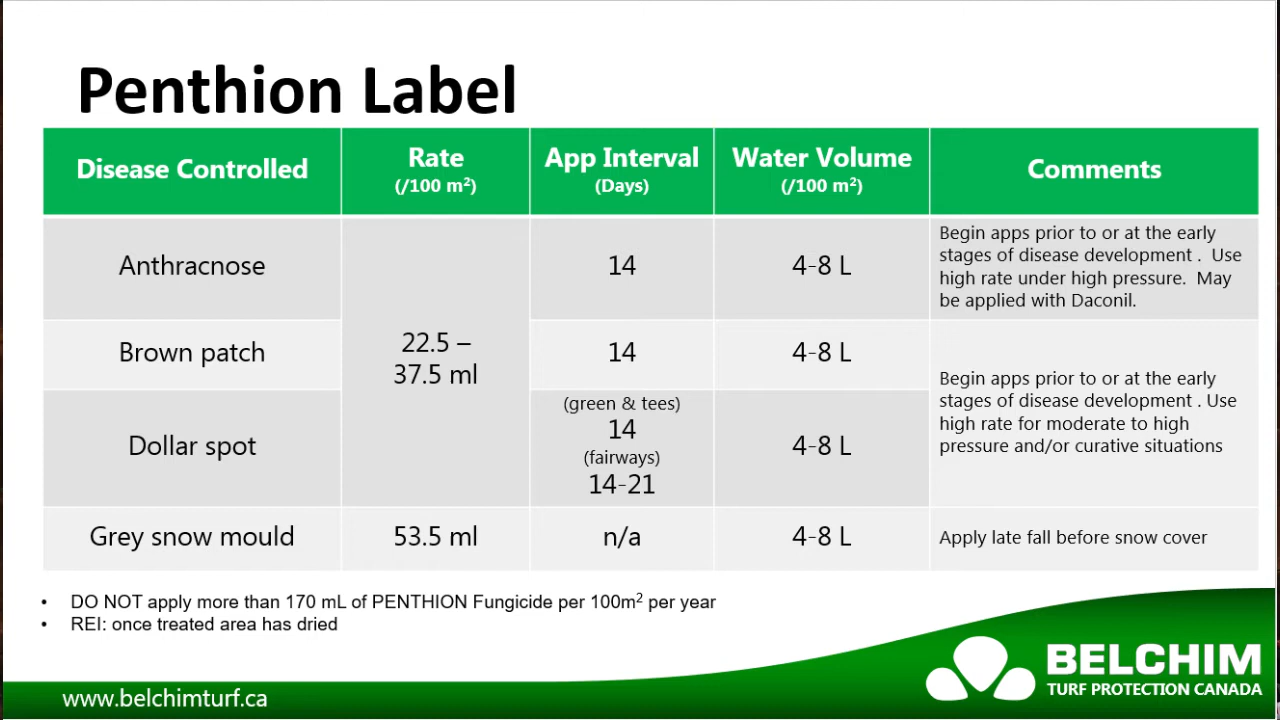 Penthion Label
Disease Controlled
Rate
(/100 m²)
App Interval
(Days)
Water Volume
(/100 m²)
Comments
Anthracnose
22.5 –
37.5 ml
14
4-8 L
Begin apps prior to or at the early
stages of disease development . Use
high rate under high pressure. May
be applied with Daconil.
Brown patch
14
4-8 L
Begin apps prior to or at the early
stages of disease development . Use
high rate for moderate to high
pressure and/or curative situations
Dollar spot
(green & tees)
14
(fairways)
14-21
4-8 L
Grey snow mould
53.5 ml
n/a
4-8 L
Apply late fall before snow cover
• DO NOT apply more than 170 mL of PENTHION Fungicide per 100m² per year
• REI: once treated area has dried
www.belchimturf.ca
BELCHIM
TURF PROTECTION CANADA